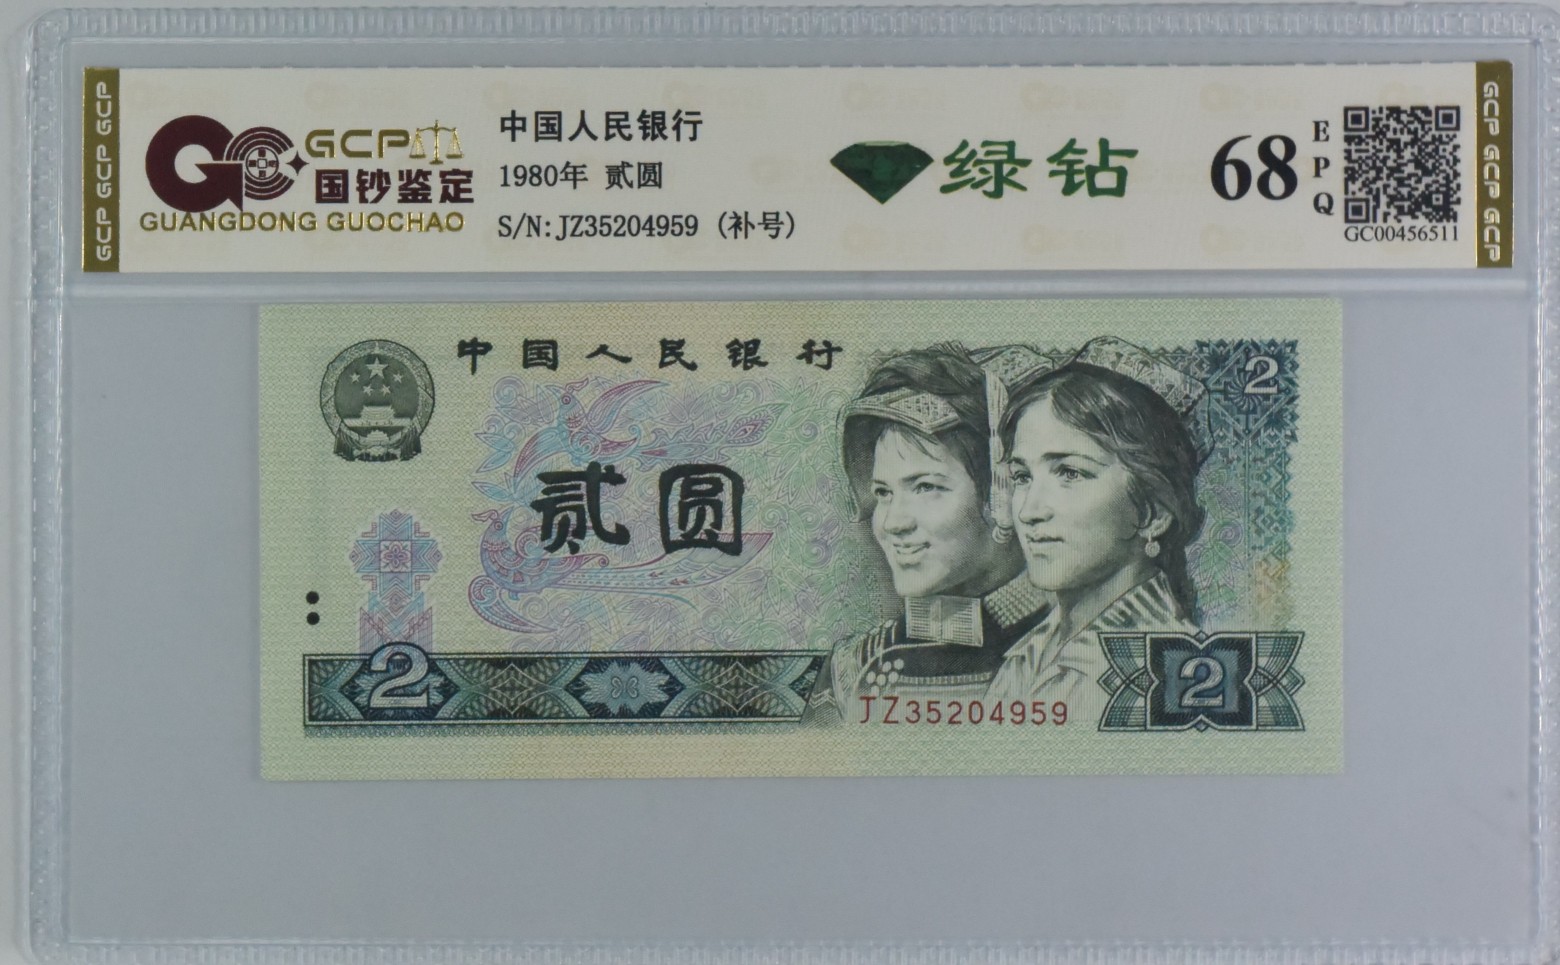 GCP GCP GCP
GCP
国钞鉴定
GUANGDONG GUOCHAO
中国人民银行
1980年 贰圆
S/N:JZ35204959 (补号)
绿钻
68
EPQ
GC00456511
GCP GCP GCP
中国人民银行
2
贰圆
2
JZ35204959
2